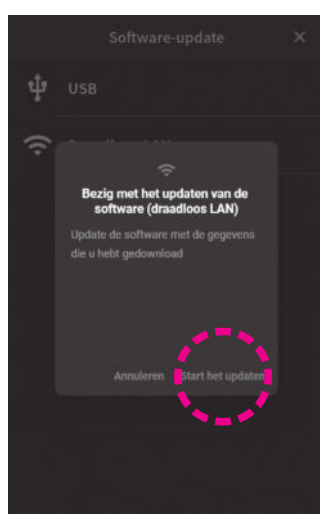 Software-update
USB
Bezig met het updaten van de
software (draadloos LAN)
Update de software met de gegevens
die u hebt gedownload
Annuleren Start het updaten